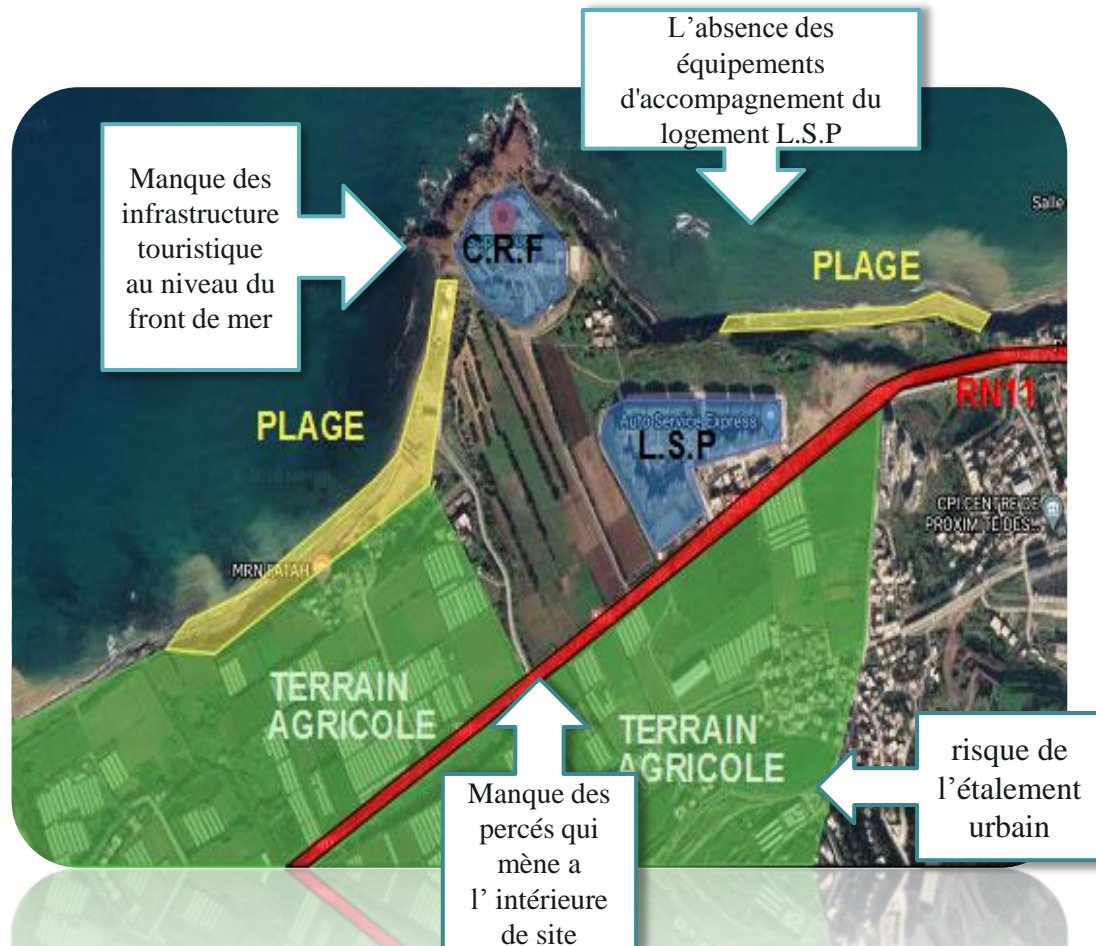 L'absence des
équipements
d'accompagnement du
logement L.S.P
Manque des
infrastructure
touristique
au niveau du
front de mer
Salle
C.R.F
PLAGE
RN11
PLAGE
Auto Service Express
L.S.P
CPI.CENTRE DE
PROXIMITÉ DES...
MRN FATAH
TERRAIN
AGRICOLE
TERRAIN
AGRICOLE
risque de
l'étalement
urbain
Manque des
percés qui
mène a
l' intérieure
de site